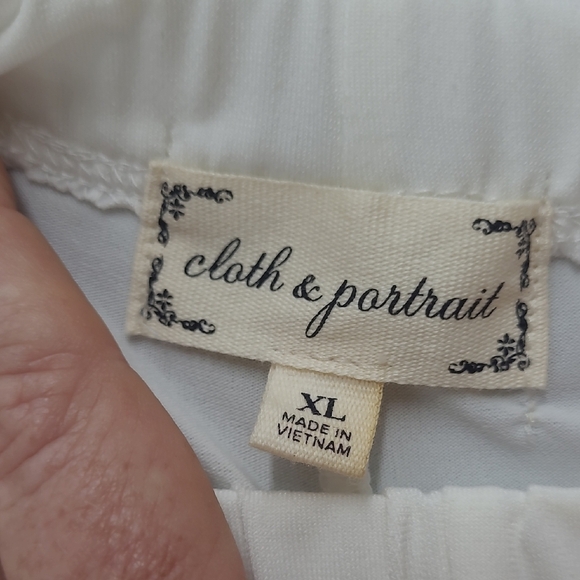 cloth & portrait
XL
MADE IN
VIETNAM